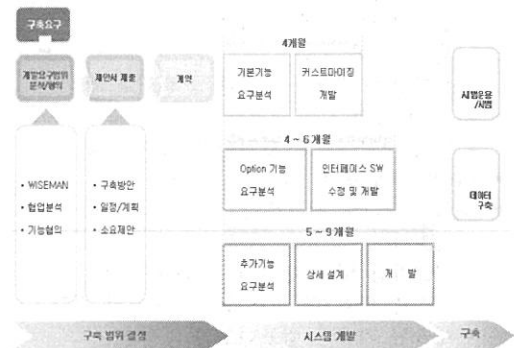 구축요구
개발요구범위
분석/협의
제안서 제출
계약
4개월
기본기능
요구분석
커스트마이징
개발
시범운용
/시험
4 ~ 6개월
Option 기능
요구분석
인터페이스 SW
수정 및 개발
데이터
구축
• WISEMAN
• 협업분석
• 기능협의
• 구축방안
• 일정/계획
• 소요제안
5 ~ 9개월
추가기능
요구분석
상세 설계
개 발
구축 범위 결정
시스템 개발
구축